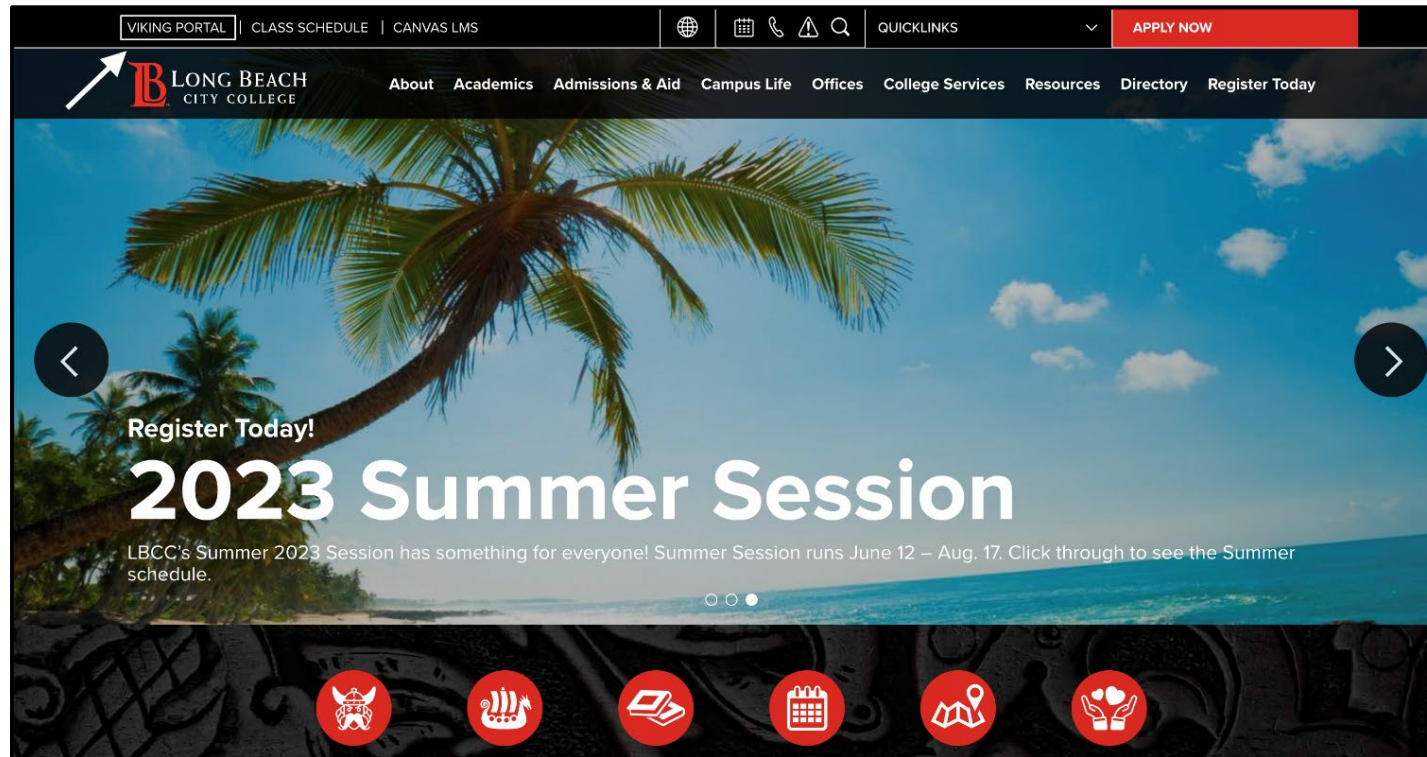 VIKING PORTAL | CLASS SCHEDULE | CANVAS LMS QUICKLINKS APPLY NOW
LB LONG BEACH
CITY COLLEGE
About Academics Admissions & Aid Campus Life Offices College Services Resources Directory Register Today
Register Today!
2023 Summer Session
LBCC's Summer 2023 Session has something for everyone! Summer Session runs June 12 – Aug. 17. Click through to see the Summer
schedule.